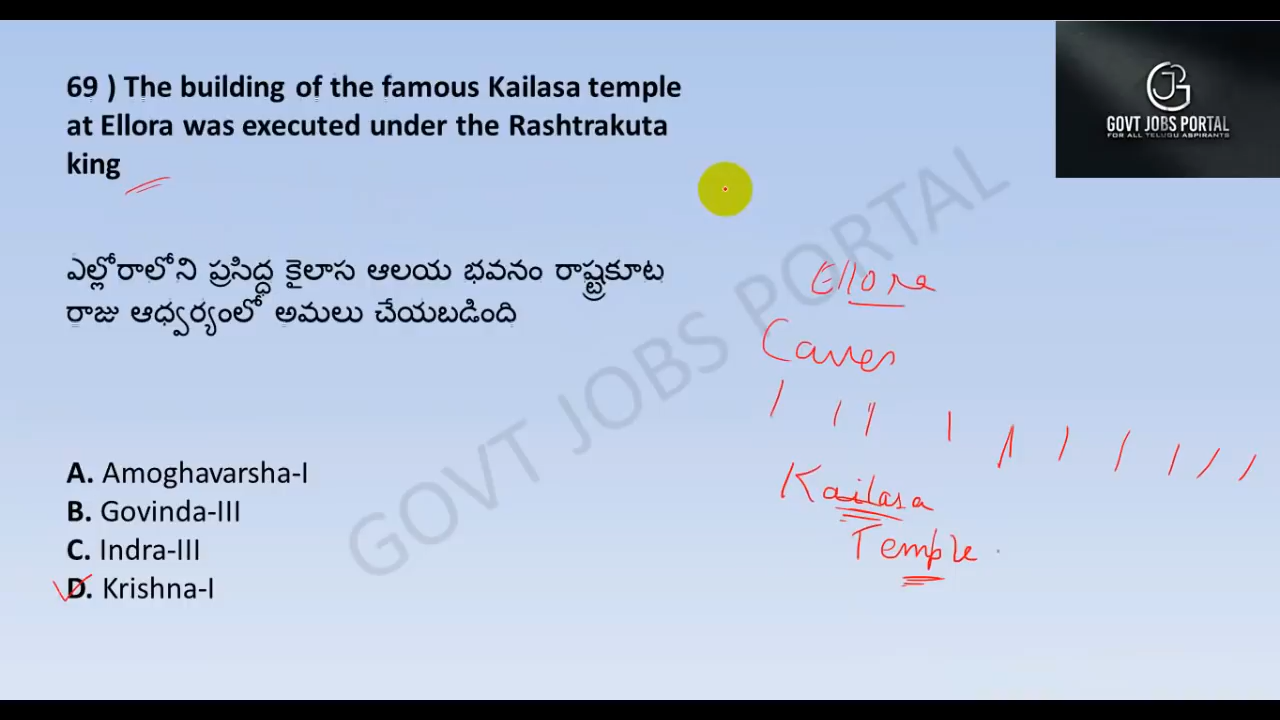 69 ) The building of the famous Kailasa temple
at Ellora was executed under the Rashtrakuta
king
GOVT JOBS PORTAL
FOR ALL TELUGU ASPIRANTS
ఎల్లోరాలోని ప్రసిద్ధ కైలాస ఆలయ భవనం రాష్ట్రకూట
రాజు ఆధ్వర్యంలో అమలు చేయబడింది
Ellora
Caves
Kailasa
Temple
A. Amoghavarsha-I
B. Govinda-III
C. Indra-III
D. Krishna-I
GOVT JOBS PORTAL